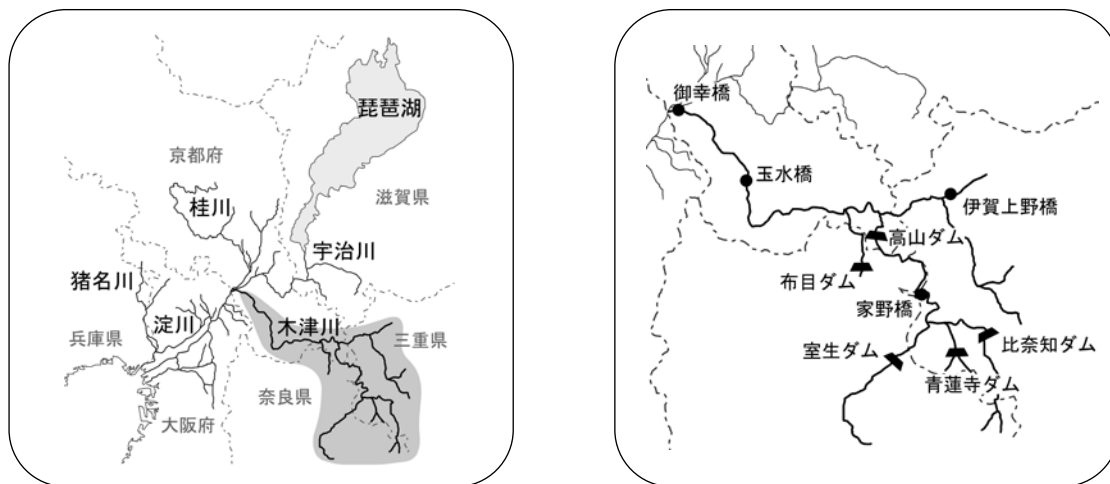 琵琶湖
京都府
滋賀県
桂川
宇治川
猪名川
淀川
木津川
兵庫県
三重県
奈良県
大阪府
御幸橋
玉水橋
伊賀上野橋
高山ダム
布目ダム
家野橋
比奈知ダム
室生ダム
青蓮寺ダム